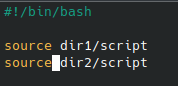 #!/bin/bash
source dir1/script
source dir2/script